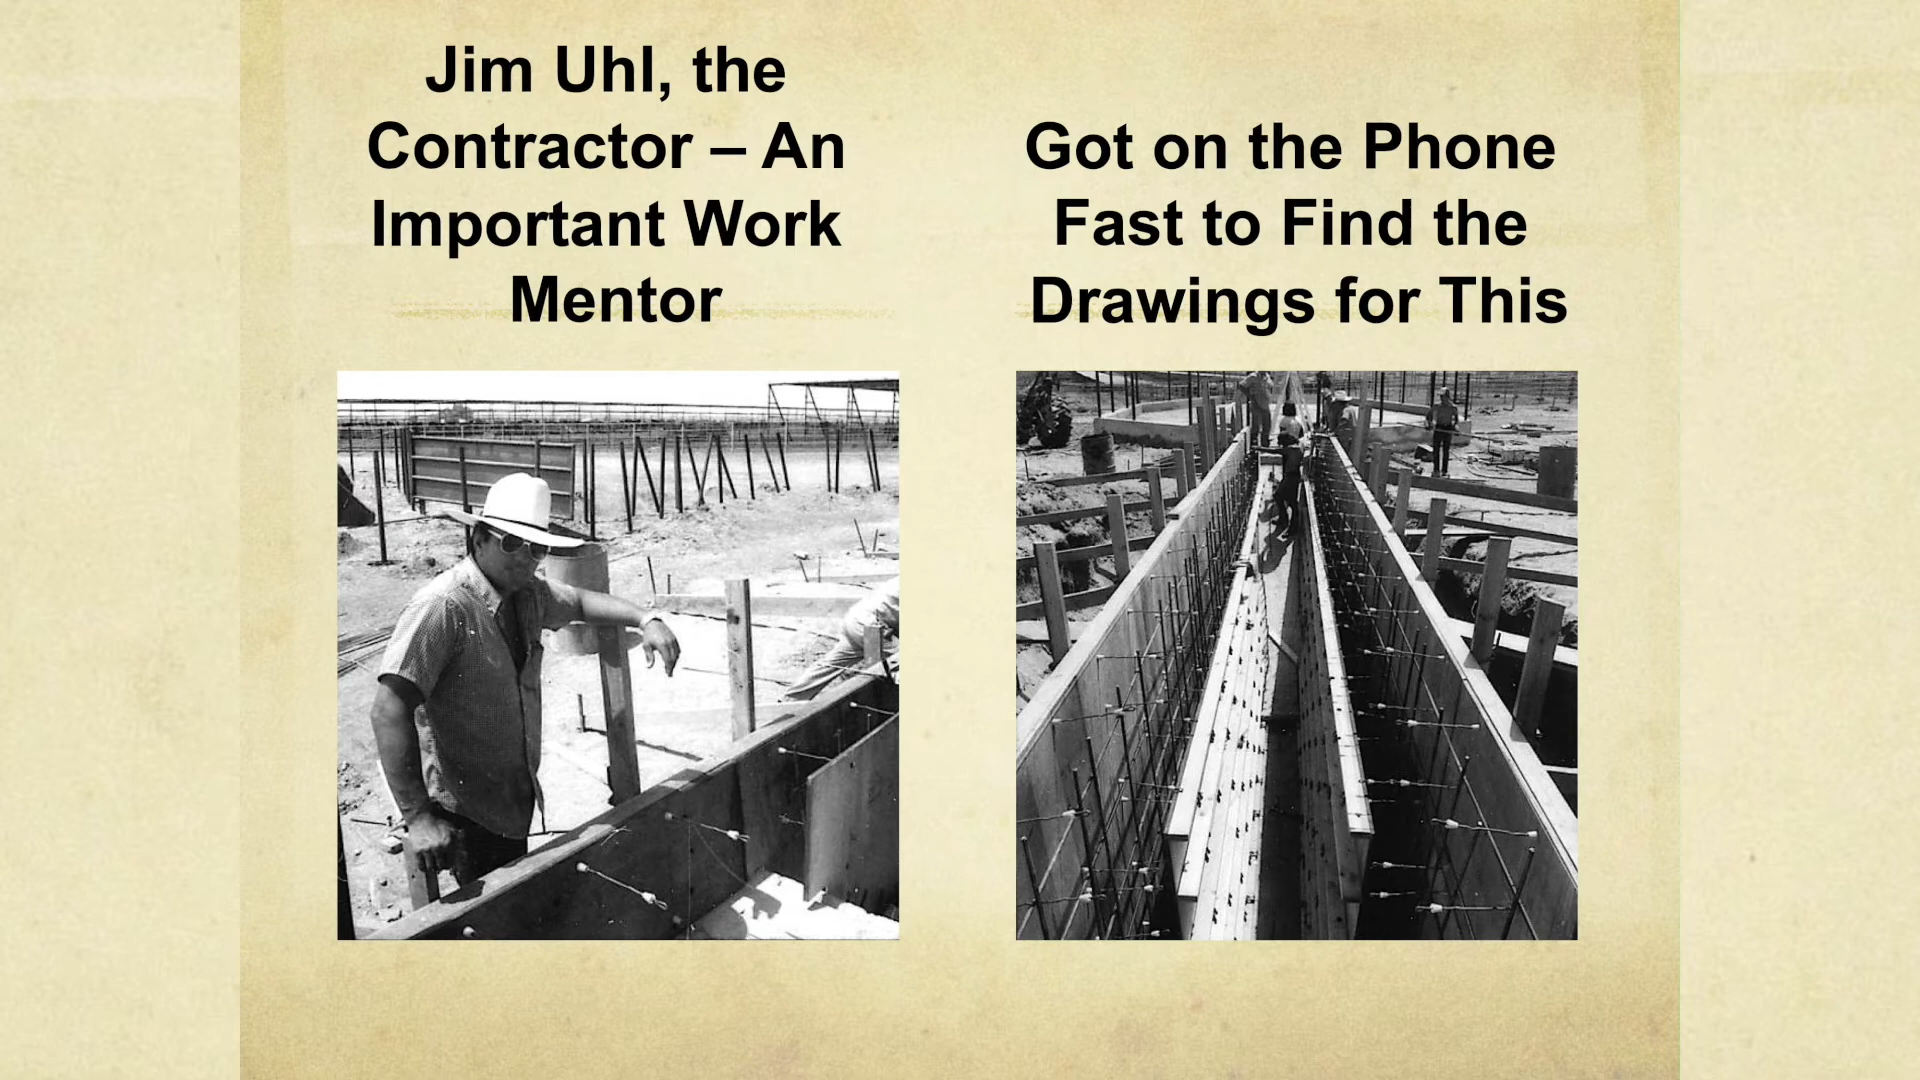 Jim Uhl, the
Contractor – An
Important Work
Mentor
Got on the Phone
Fast to Find the
Drawings for This